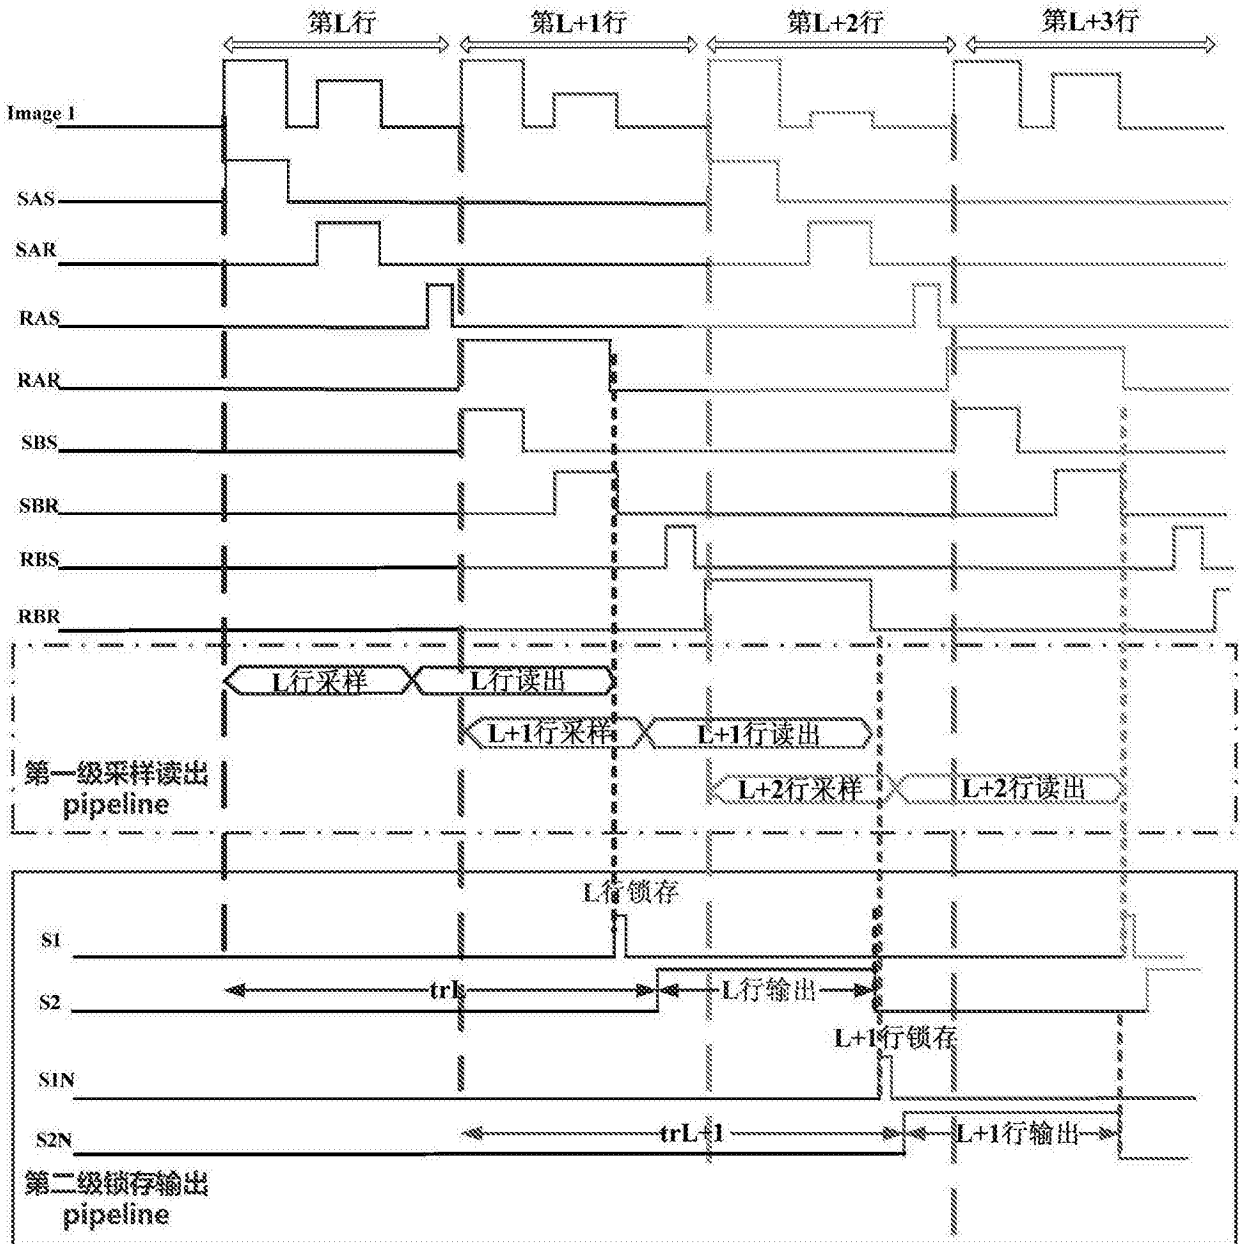 第L行
第L+1行
第L+2行
第L+3行
Image 1
SAS
SAR
RAS
RAR
SBS
SBR
RBS
RBR
L行采样
L行读出
L+1行采样
L+1行读出
第一级采样读出
pipeline
L+2行采样
L+2行读出
L行锁存
S1
trL
L行输出
S2
L+1行锁存
S1N
trL+1
L+1行输出
S2N
第二级锁存输出
pipeline